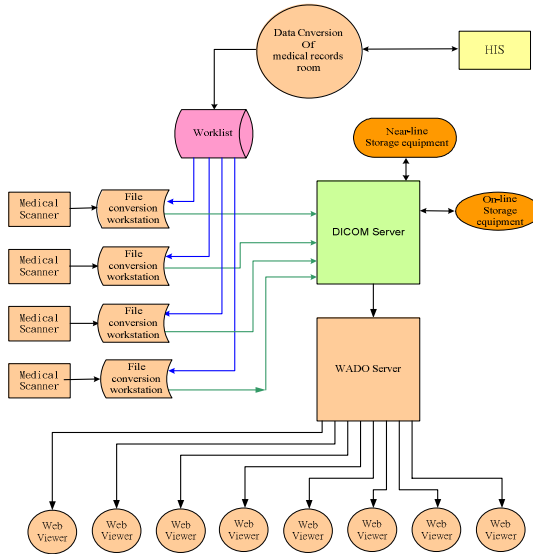 Data Cnversion
Of
medical records
room
HIS
Worklist
Near-line
Storage equipment
On-line
Storage
equipment
DICOM Server
Medical
Scanner
File
conversion
workstation
Medical
Scanner
File
conversion
workstation
Medical
Scanner
File
conversion
workstation
Medical
Scanner
File
conversion
workstation
WADO Server
Web
Viewer
Web
Viewer
Web
Viewer
Web
Viewer
Web
Viewer
Web
Viewer
Web
Viewer
Web
Viewer